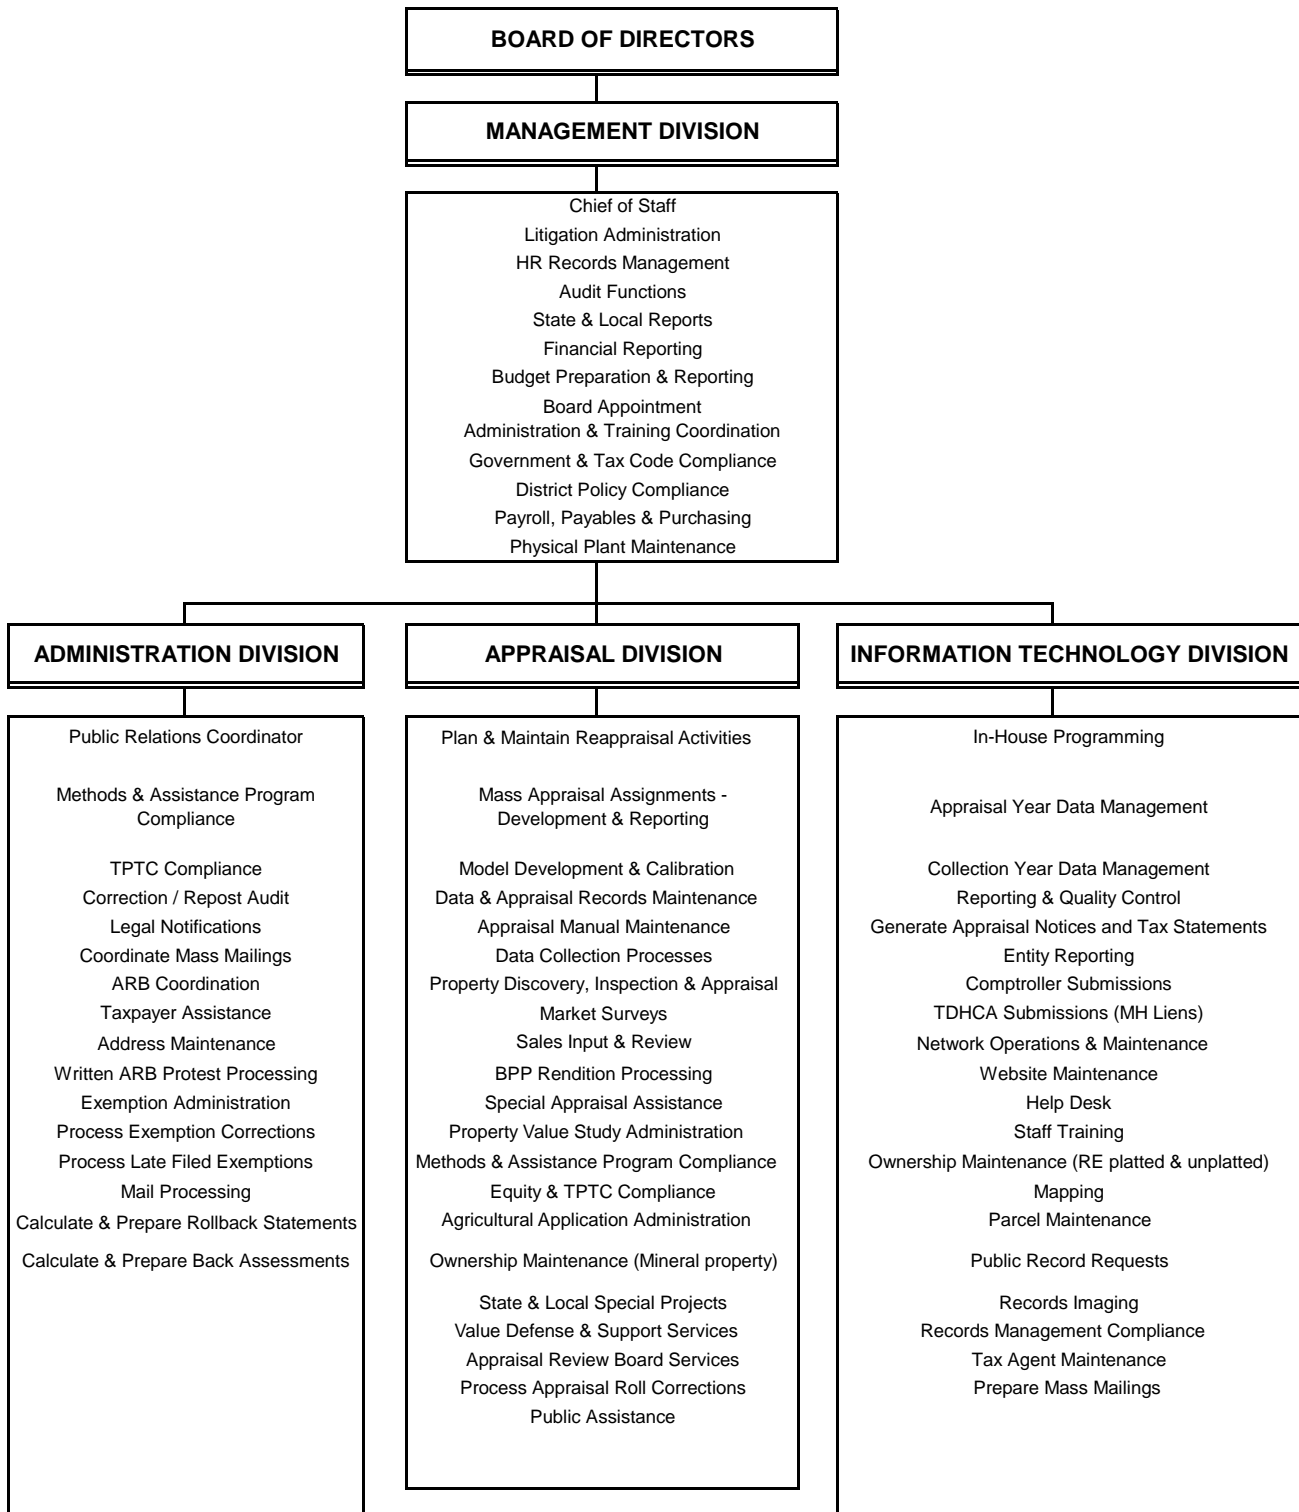 BOARD OF DIRECTORS
MANAGEMENT DIVISION
Chief of Staff
Litigation Administration
HR Records Management
Audit Functions
State & Local Reports
Financial Reporting
Budget Preparation & Reporting
Board Appointment
Administration & Training Coordination
Government & Tax Code Compliance
District Policy Compliance
Payroll, Payables & Purchasing
Physical Plant Maintenance
ADMINISTRATION DIVISION
Public Relations Coordinator
Methods & Assistance Program
Compliance
TPTC Compliance
Correction / Repost Audit
Legal Notifications
Coordinate Mass Mailings
ARB Coordination
Taxpayer Assistance
Address Maintenance
Written ARB Protest Processing
Exemption Administration
Process Exemption Corrections
Process Late Filed Exemptions
Mail Processing
Calculate & Prepare Rollback Statements
Calculate & Prepare Back Assessments
APPRAISAL DIVISION
Plan & Maintain Reappraisal Activities
Mass Appraisal Assignments -
Development & Reporting
Model Development & Calibration
Data & Appraisal Records Maintenance
Appraisal Manual Maintenance
Data Collection Processes
Property Discovery, Inspection & Appraisal
Market Surveys
Sales Input & Review
BPP Rendition Processing
Special Appraisal Assistance
Property Value Study Administration
Methods & Assistance Program Compliance
Equity & TPTC Compliance
Agricultural Application Administration
Ownership Maintenance (Mineral property)
State & Local Special Projects
Value Defense & Support Services
Appraisal Review Board Services
Process Appraisal Roll Corrections
Public Assistance
INFORMATION TECHNOLOGY DIVISION
In-House Programming
Appraisal Year Data Management
Collection Year Data Management
Reporting & Quality Control
Generate Appraisal Notices and Tax Statements
Entity Reporting
Comptroller Submissions
TDHCA Submissions (MH Liens)
Network Operations & Maintenance
Website Maintenance
Help Desk
Staff Training
Ownership Maintenance (RE platted & unplatted)
Mapping
Parcel Maintenance
Public Record Requests
Records Imaging
Records Management Compliance
Tax Agent Maintenance
Prepare Mass Mailings